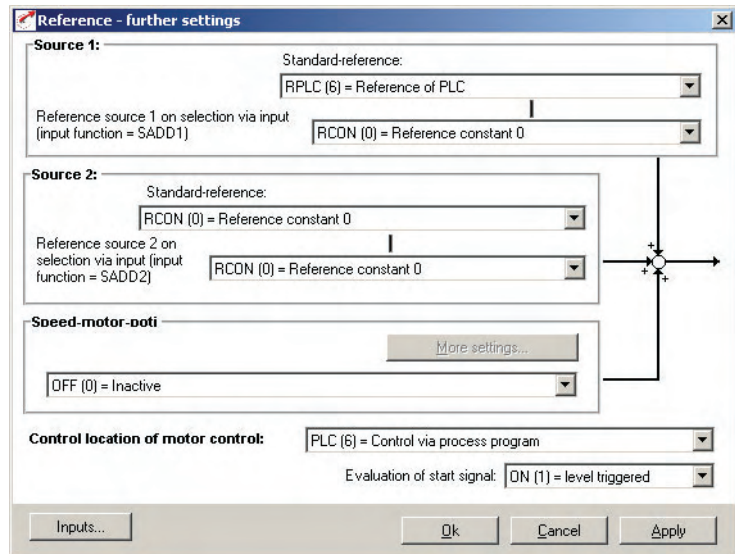 Reference - further settings
Source 1:
Standard-reference:
RPLC (6) = Reference of PLC
Reference source 1 on selection via input
(input function = SADD1)
RCON (0) = Reference constant 0
Source 2:
Standard-reference:
RCON (0) = Reference constant 0
Reference source 2 on
selection via input (input
function = SADD2)
RCON (0) = Reference constant 0
+
+
+
Speed-motor-poti
More settings...
OFF (0) = Inactive
Control location of motor control:
PLC (6) = Control via process program
Evaluation of start signal:
ON (1) = level triggered
Inputs...
Ok
Cancel
Apply